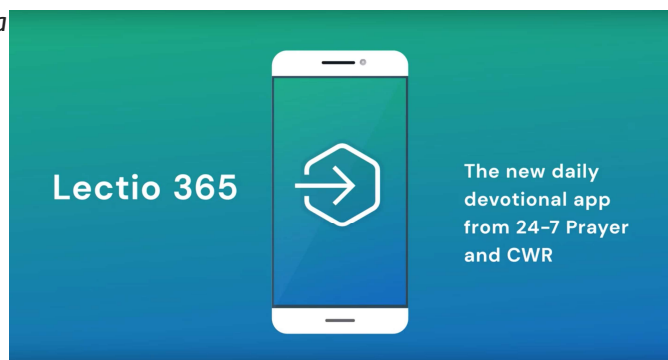 Lectio 365
The new daily
devotional app
from 24-7 Prayer
and CWR